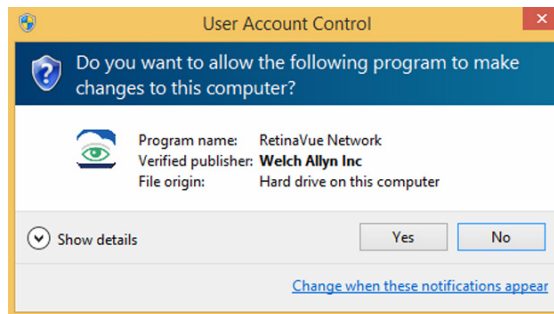 User Account Control
Do you want to allow the following program to make
changes to this computer?
Program name: RetinaVue Network
Verified publisher: Welch Allyn Inc
File origin: Hard drive on this computer
Show details
Yes
No
Change when these notifications appear